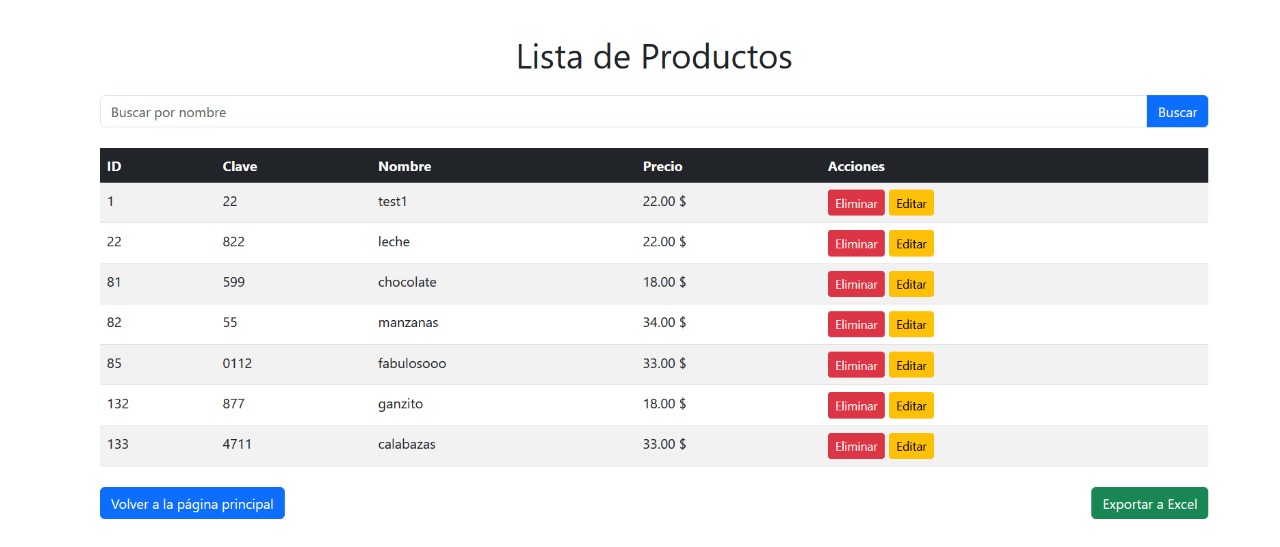 Lista de Productos
Buscar por nombre Buscar
ID Clave Nombre Precio Acciones
1 22 test1 22.00 $ Eliminar Editar
22 822 leche 22.00 $ Eliminar Editar
81 599 chocolate 18.00 $ Eliminar Editar
82 55 manzanas 34.00 $ Eliminar Editar
85 0112 fabulosooo 33.00 $ Eliminar Editar
132 877 ganzito 18.00 $ Eliminar Editar
133 4711 calabazas 33.00 $ Eliminar Editar
Volver a la página principal Exportar a Excel